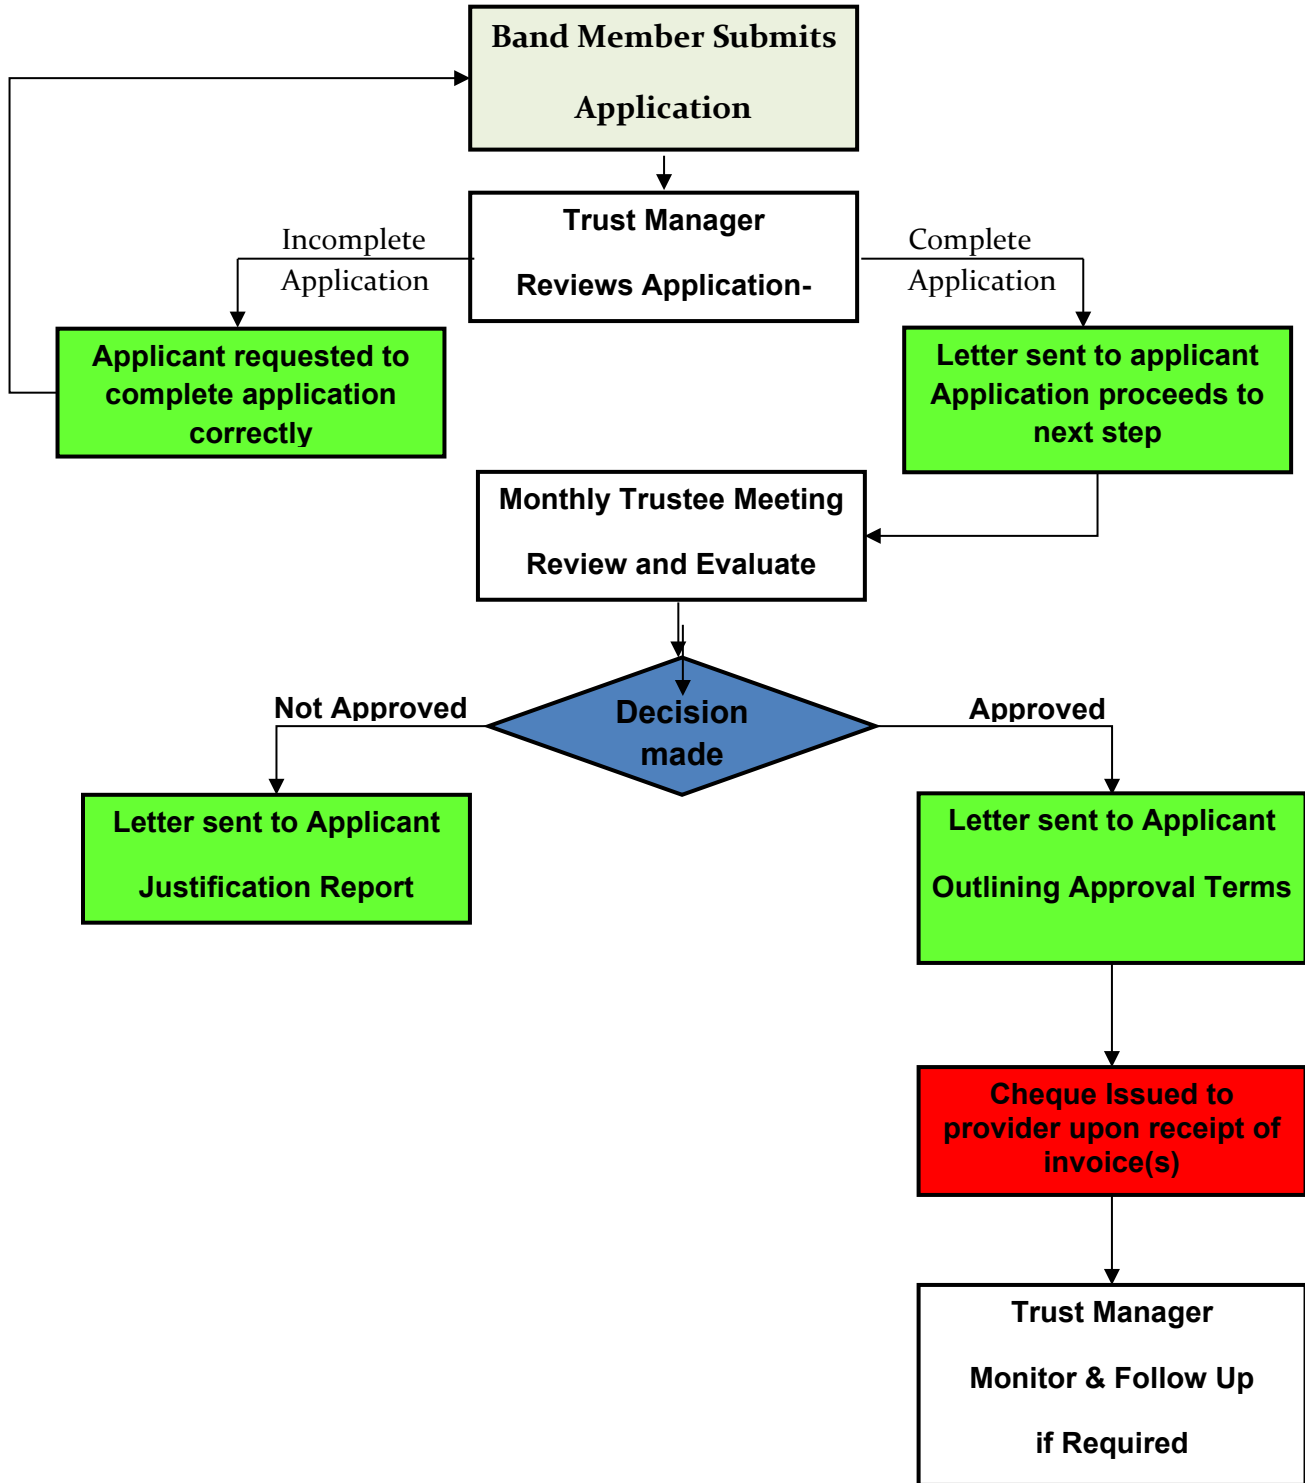 Band Member Submits
Application
Trust Manager
Reviews Application-
Incomplete
Application
Complete
Application
Applicant requested to
complete application
correctly
Letter sent to applicant
Application proceeds to
next step
Monthly Trustee Meeting
Review and Evaluate
Decision
made
Not Approved
Approved
Letter sent to Applicant
Justification Report
Letter sent to Applicant
Outlining Approval Terms
Cheque Issued to
provider upon receipt of
invoice(s)
Trust Manager
Monitor & Follow Up
if Required